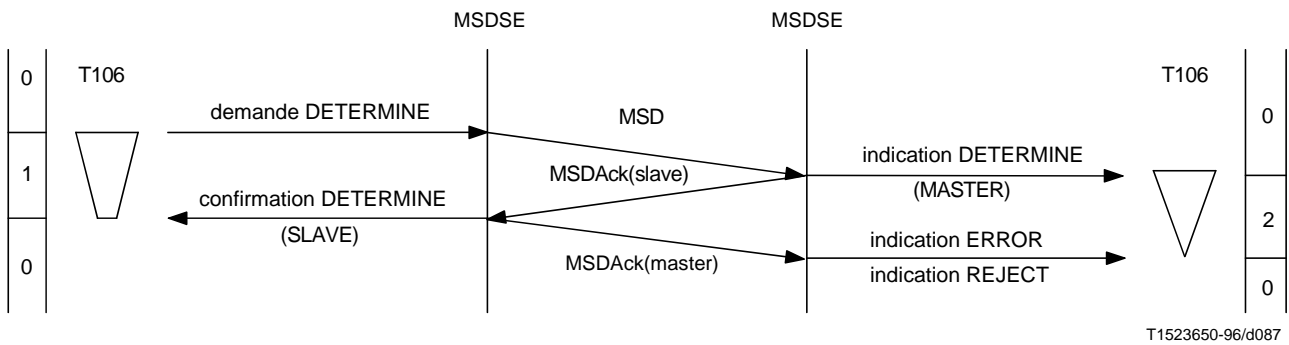 MSDSE MSDSE
0 T106 T106 0
demande DETERMINE MSD
1 MSDAck(slave) indication DETERMINE
confirmation DETERMINE (MASTER)
(SLAVE) 2
indication ERROR
0 MSDAck(master)
indication REJECT
0
T1523650-96/d087